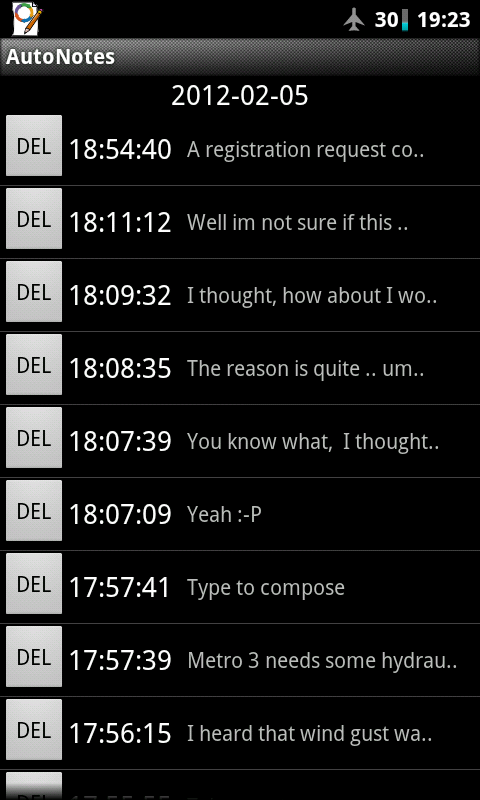 30 19:23
AutoNotes
2012-02-05
DEL 18:54:40 A registration request co..
DEL 18:11:12 Well im not sure if this ..
DEL 18:09:32 I thought, how about I wo..
DEL 18:08:35 The reason is quite .. um..
DEL 18:07:39 You know what,  I thought..
DEL 18:07:09 Yeah :-P
DEL 17:57:41 Type to compose
DEL 17:57:39 Metro 3 needs some hydrau..
DEL 17:56:15 I heard that wind gust wa..